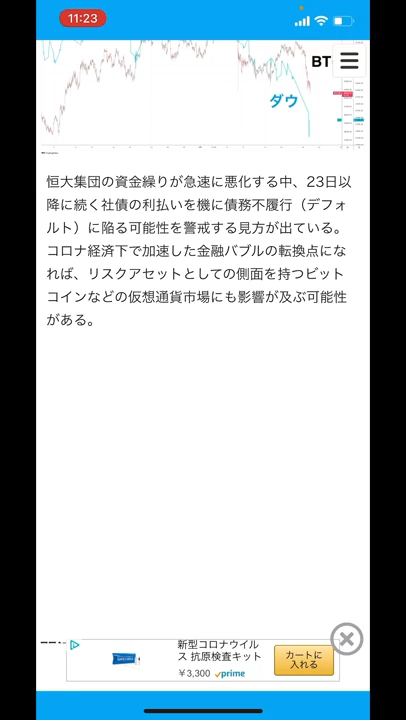 11:23
BT
ダウ
恒大集団の資金繰りが急速に悪化する中、23日以
降に続く社債の利払いを機に債務不履行（デフォ
ルト）に陥る可能性を警戒する見方が出ている。
コロナ経済下で加速した金融バブルの転換点にな
れば、リスクアセットとしての側面を持つビット
コインなどの仮想通貨市場にも影響が及ぶ可能性
がある。
新型コロナウイル
ス 抗原検査キット
￥3,300 prime
カートに
入れる